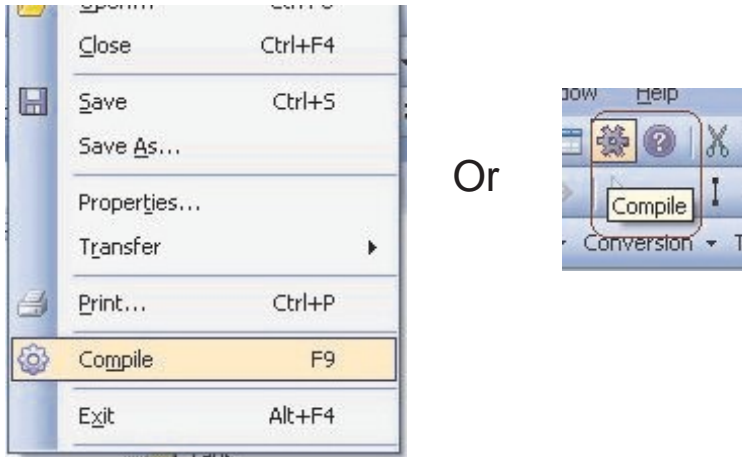 Close Ctrl+F4
Save Ctrl+S
Save As...
Properties...
Transfer
Print... Ctrl+P
Compile F9
Exit Alt+F4
Or
Help
Compile
Conversion